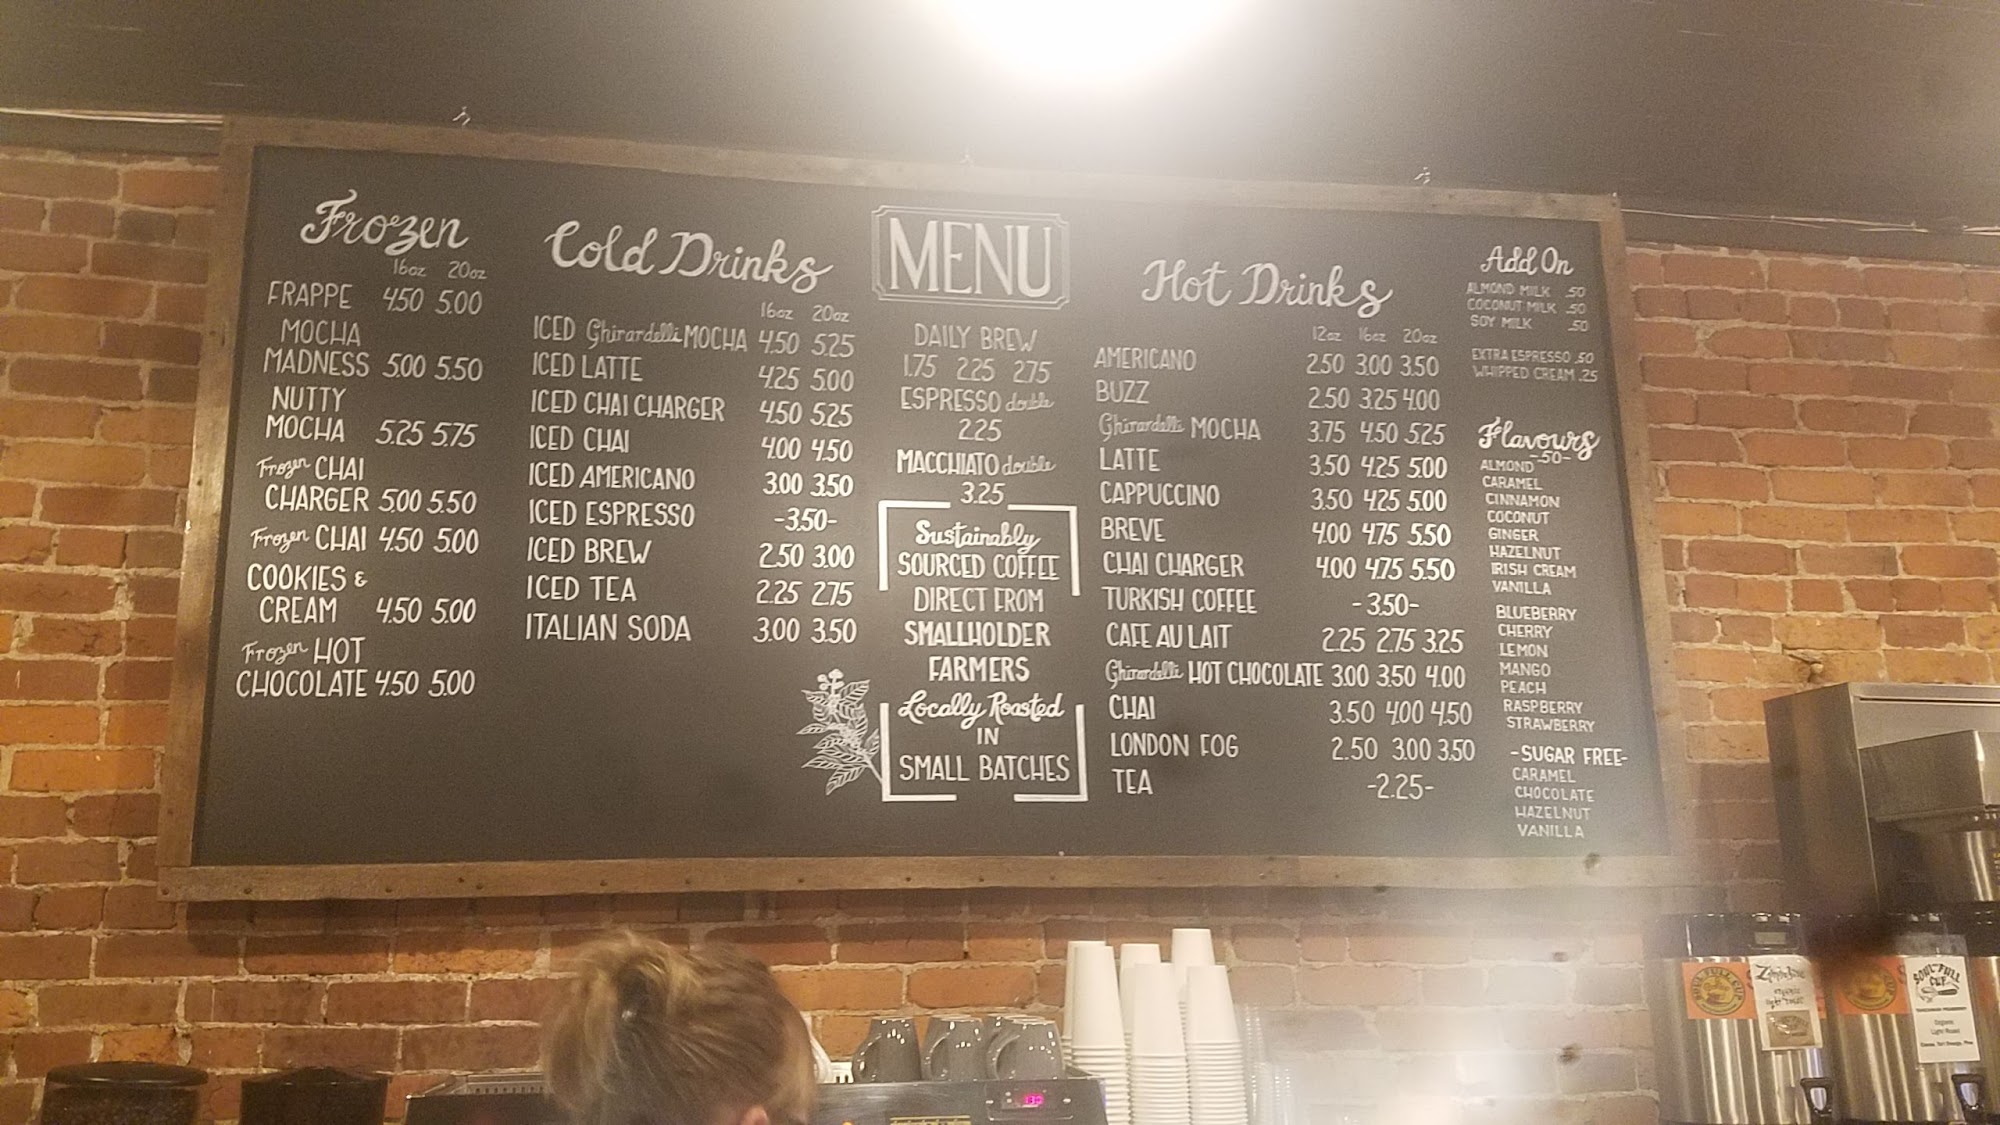 Frozen
16oz 20oz
FRAPPE 4.50 5.00
MOCHA
MADNESS 5.00 5.50
NUTTY
MOCHA 5.25 5.75
Frozen CHAI
CHARGER 5.00 5.50
Frozen CHAI 4.50 5.00
COOKIES &
CREAM 4.50 5.00
Frozen HOT
CHOCOLATE 4.50 5.00
Cold Drinks
16oz 20oz
ICED Ghirardelli MOCHA 4.50 5.25
ICED LATTE 4.25 5.00
ICED CHAI CHARGER 4.50 5.25
ICED CHAI 4.00 4.50
ICED AMERICANO 3.00 3.50
ICED ESPRESSO -3.50-
ICED BREW 2.50 3.00
ICED TEA 2.25 2.75
ITALIAN SODA 3.00 3.50
MENU
DAILY BREW
1.75 2.25 2.75
ESPRESSO double
2.25
MACCHIATO double
3.25
Sustainably
SOURCED COFFEE
DIRECT FROM
SMALLHOLDER
FARMERS
Locally Roasted
IN
SMALL BATCHES
Hot Drinks
12oz 16oz 20oz
AMERICANO 2.50 3.00 3.50
BUZZ 2.50 3.25 4.00
Ghirardelli MOCHA 3.75 4.50 5.25
LATTE 3.50 4.25 5.00
CAPPUCCINO 3.50 4.25 5.00
BREVE 4.00 4.75 5.50
CHAI CHARGER 4.00 4.75 5.50
TURKISH COFFEE -3.50-
CAFE AU LAIT 2.25 2.75 3.25
Ghirardelli HOT CHOCOLATE 3.00 3.50 4.00
CHAI 3.50 4.00 4.50
LONDON FOG 2.50 3.00 3.50
TEA -2.25-
Add On
ALMOND MILK .50
COCONUT MILK .50
SOY MILK .50
EXTRA ESPRESSO .50
WHIPPED CREAM .25
Flavours
-.50-
ALMOND
CARAMEL
CINNAMON
COCONUT
GINGER
HAZELNUT
IRISH CREAM
VANILLA
BLUEBERRY
CHERRY
LEMON
MANGO
PEACH
RASPBERRY
STRAWBERRY
-SUGAR FREE-
CARAMEL
CHOCOLATE
HAZELNUT
VANILLA
SOUL FULL
CUP